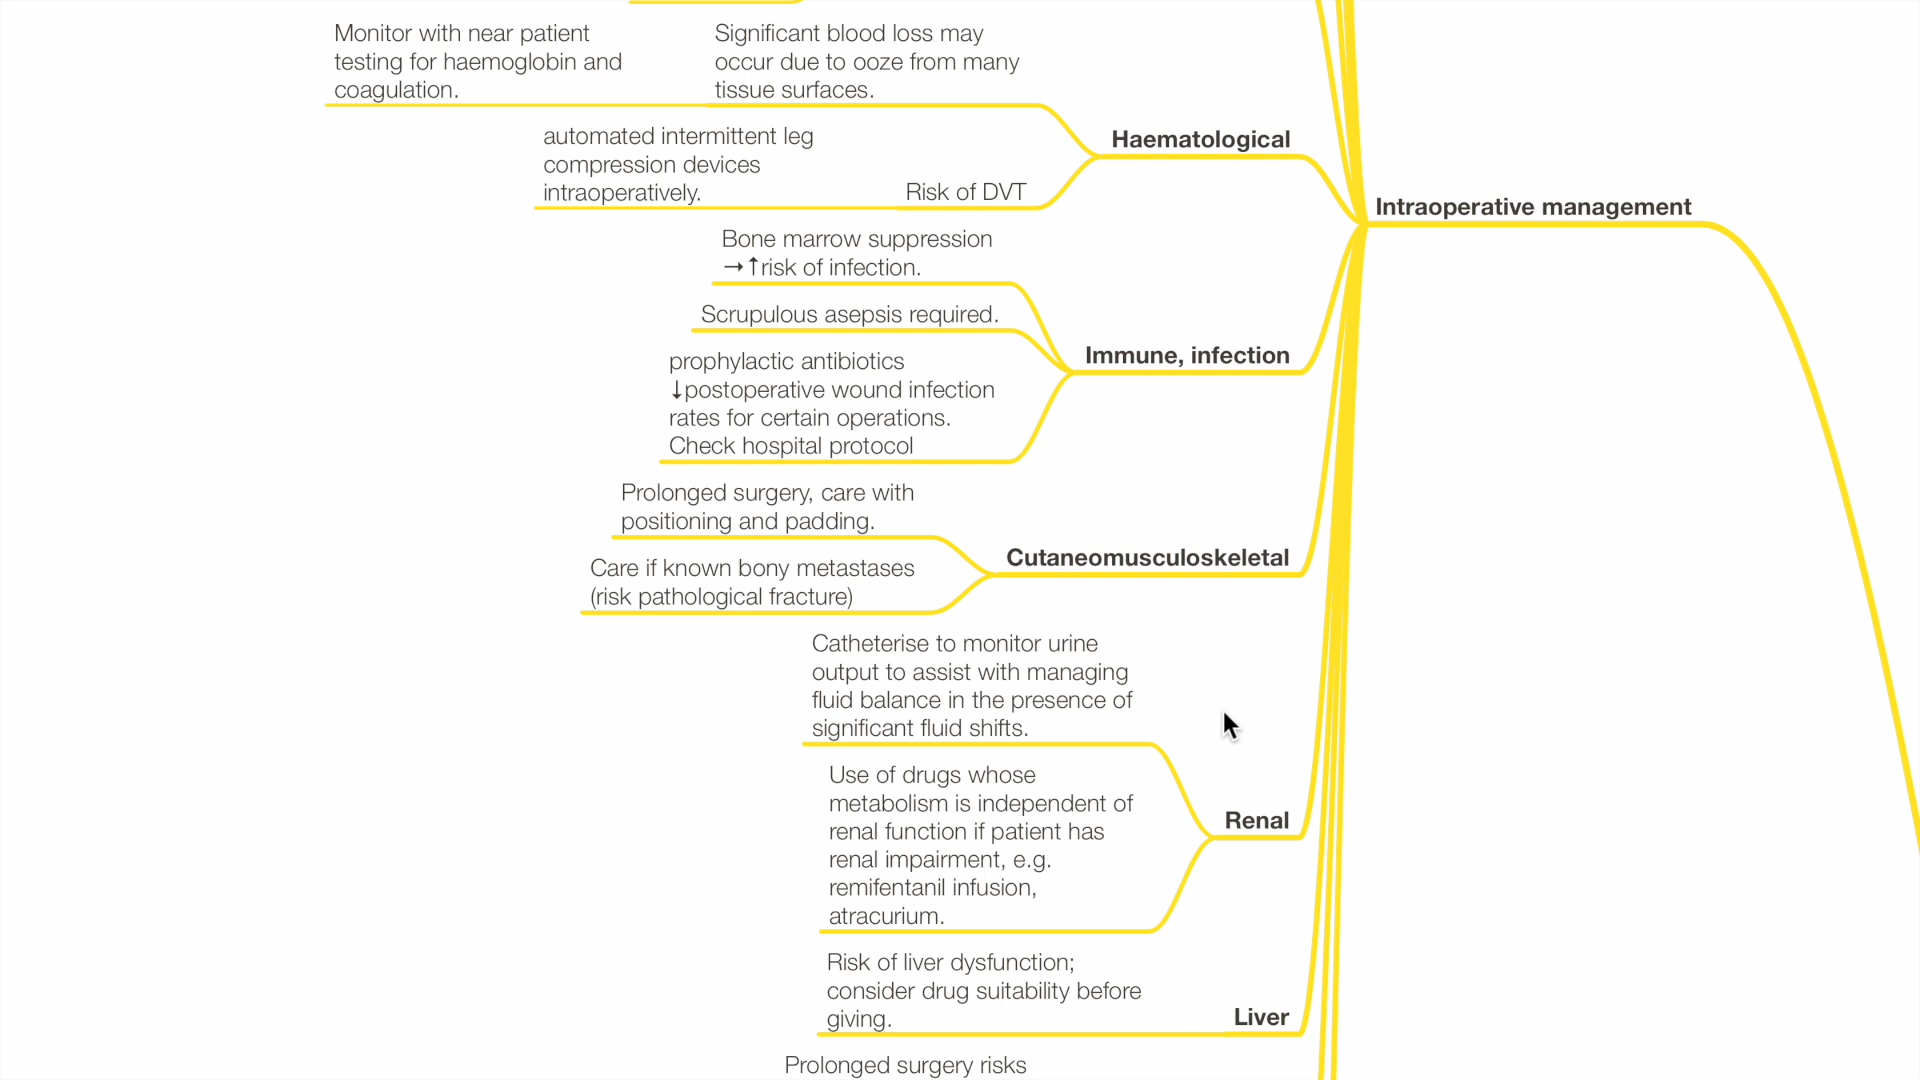 Monitor with near patient
testing for haemoglobin and
coagulation.
Significant blood loss may
occur due to ooze from many
tissue surfaces.
Haematological
automated intermittent leg
compression devices
intraoperatively.
Risk of DVT
Intraoperative management
Bone marrow suppression
→↑risk of infection.
Scrupulous asepsis required.
Immune, infection
prophylactic antibiotics
↓postoperative wound infection
rates for certain operations.
Check hospital protocol
Prolonged surgery, care with
positioning and padding.
Cutaneomusculoskeletal
Care if known bony metastases
(risk pathological fracture)
Catheterise to monitor urine
output to assist with managing
fluid balance in the presence of
significant fluid shifts.
Renal
Use of drugs whose
metabolism is independent of
renal function if patient has
renal impairment, e.g.
remifentanil infusion,
atracurium.
Risk of liver dysfunction;
consider drug suitability before
giving.
Liver
Prolonged surgery risks